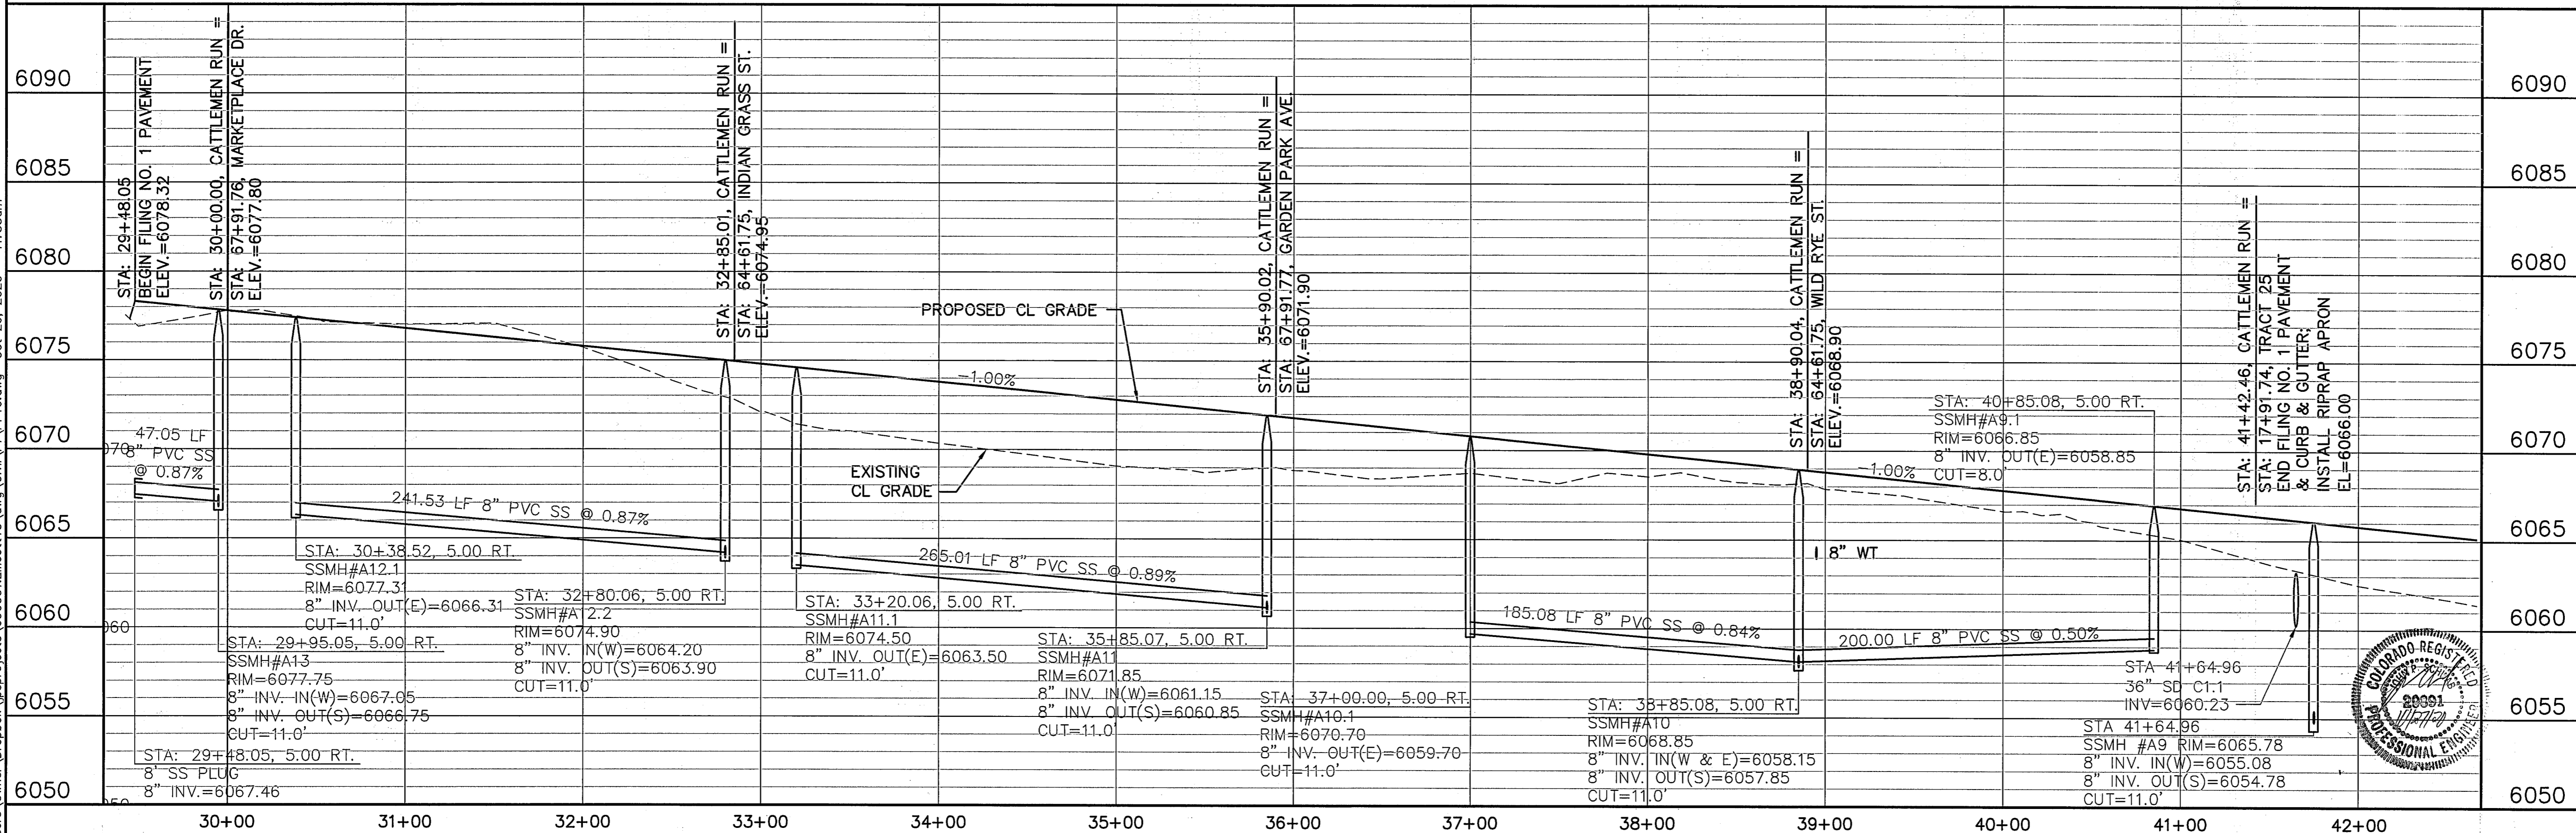 6090
6085
6080
6075
6070
6065
6060
6055
6050
STA: 29+48.05
BEGIN FILING NO. 1 PAVEMENT
ELEV.=6078.32
STA: 30+00.00, CATTLEMEN RUN =
STA: 67+91.76, MARKETPLACE DR.
ELEV.=6077.80
STA: 32+85.01, CATTLEMEN RUN =
STA: 64+61.75, INDIAN GRASS ST.
ELEV.=6074.95
STA: 35+90.02, CATTLEMEN RUN =
STA: 67+91.77, GARDEN PARK AVE.
ELEV.=6071.90
STA: 38+90.04, CATTLEMEN RUN =
STA: 64+61.75, WILD RYE ST.
ELEV.=6068.90
STA: 41+42.46, CATTLEMEN RUN =
STA: 17+91.74, TRACT 25
END FILING NO. 1 PAVEMENT
& CURB & GUTTER;
INSTALL RIPRAP APRON
EL=6066.00
PROPOSED CL GRADE
-1.00%
EXISTING
CL GRADE
-1.00%
47.05 LF
8" PVC SS
@ 0.87%
241.53 LF 8" PVC SS @ 0.87%
265.01 LF 8" PVC SS @ 0.89%
185.08 LF 8" PVC SS @ 0.84%
200.00 LF 8" PVC SS @ 0.50%
8" WT
STA: 29+48.05, 5.00 RT.
8' SS PLUG
8" INV.=6067.46
STA: 29+95.05, 5.00 RT.
SSMH#A13
RIM=6077.75
8" INV. IN(W)=6067.05
8" INV. OUT(S)=6066.75
CUT=11.0'
STA: 30+38.52, 5.00 RT.
SSMH#A12.1
RIM=6077.31
8" INV. OUT(E)=6066.31
CUT=11.0'
STA: 32+80.06, 5.00 RT.
SSMH#A12.2
RIM=6074.90
8" INV. IN(W)=6064.20
8" INV. OUT(S)=6063.90
CUT=11.0'
STA: 33+20.06, 5.00 RT.
SSMH#A11.1
RIM=6074.50
8" INV. OUT(E)=6063.50
CUT=11.0'
STA: 35+85.07, 5.00 RT.
SSMH#A11
RIM=6071.85
8" INV. IN(W)=6061.15
8" INV. OUT(S)=6060.85
CUT=11.0'
STA: 37+00.00, 5.00 RT.
SSMH#A10.1
RIM=6070.70
8" INV. OUT(E)=6059.70
CUT=11.0'
STA: 38+85.08, 5.00 RT.
SSMH#A10
RIM=6068.85
8" INV. IN(W & E)=6058.15
8" INV. OUT(S)=6057.85
CUT=11.0'
STA: 40+85.08, 5.00 RT.
SSMH#A9.1
RIM=6066.85
8" INV. OUT(E)=6058.85
CUT=8.0'
STA 41+64.96
36" SD C1.1
INV=6060.23
STA 41+64.96
SSMH #A9 RIM=6065.78
8" INV. IN(W)=6055.08
8" INV. OUT(S)=6054.78
CUT=11.0'
COLORADO REGISTERED
PROFESSIONAL ENGINEER
6090
6085
6080
6075
6070
6065
6060
6055
6050
30+00
31+00
32+00
33+00
34+00
35+00
36+00
37+00
38+00
39+00
40+00
41+00
42+00